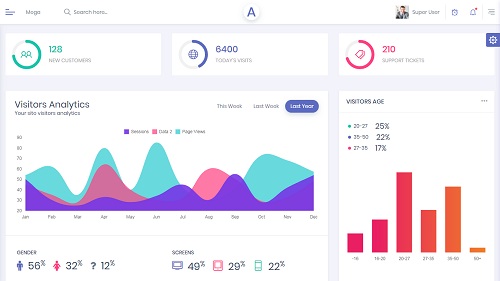 Mega
Search here...
A
Super User
128
NEW CUSTOMERS
6400
TODAY'S VISITS
210
SUPPORT TICKETS
Visitors Analytics
Your site visitors analytics
This Week
Last Week
Last Year
Sessions
Data 2
Page-Views
90
80
70
60
50
40
30
20
Jan
Feb
Mar
Apr
May
Jun
Jul
Aug
Sep
Oct
Nov
Dec
VISITORS AGE
20-27
25%
35-50
22%
27-35
17%
-16
16-20
20-27
27-35
35-50
50+
GENDER
56%
32%
? 12%
SCREENS
49%
29%
22%